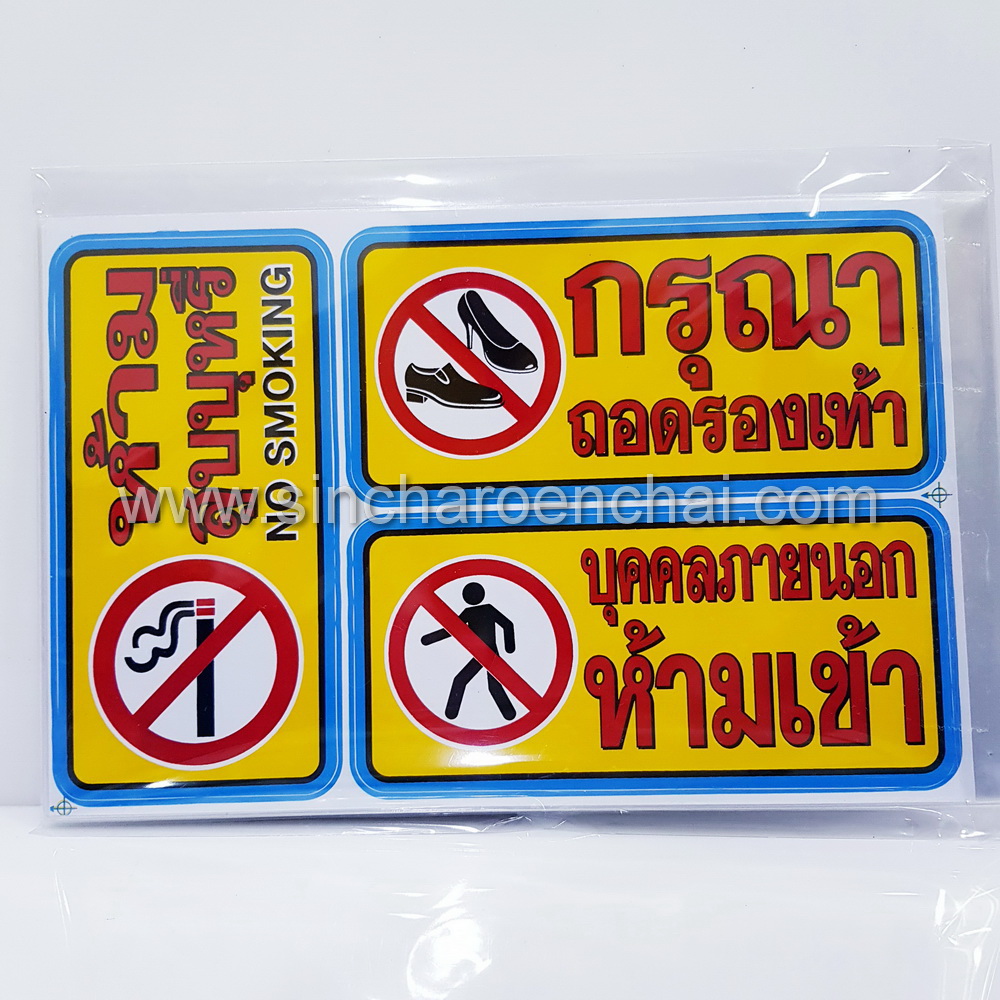 ห้าม
สูบบุหรี่
NO SMOKING
กรุณา
ถอดรองเท้า
บุคคลภายนอก
ห้ามเข้า
www.sincharoenchai.com